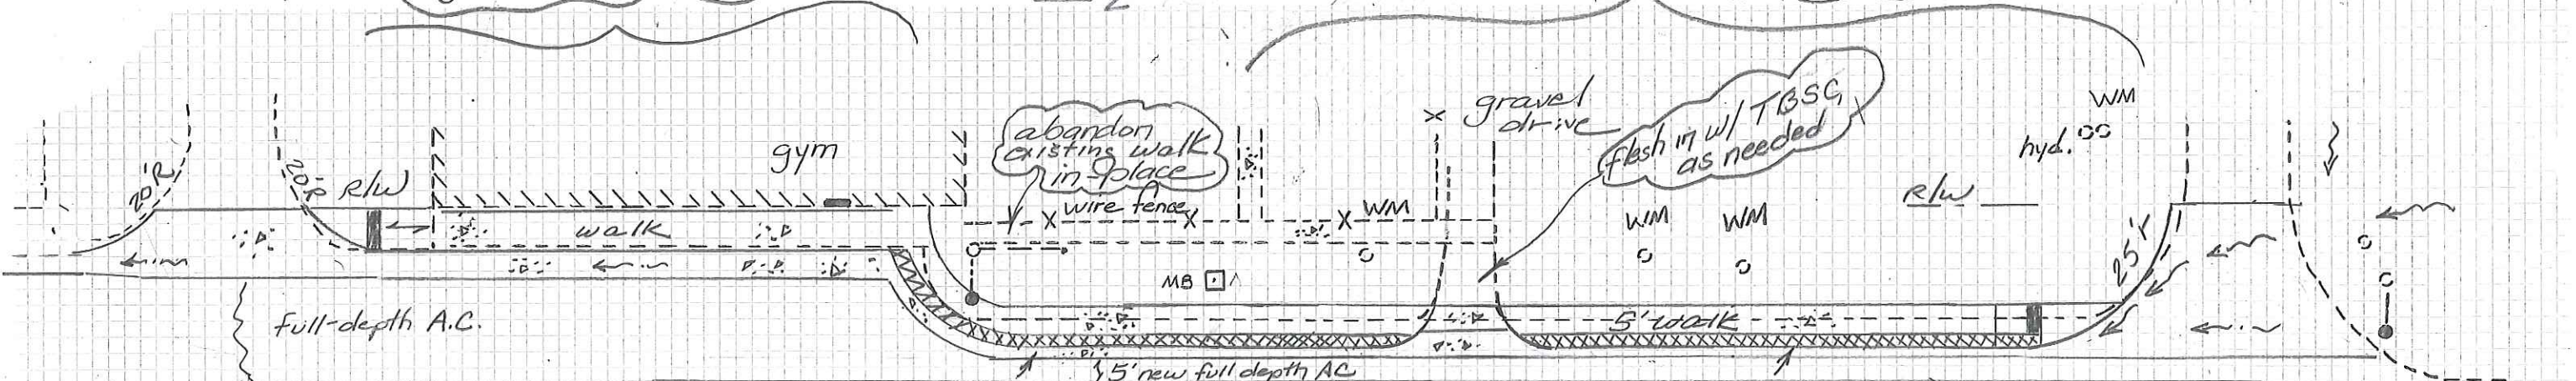 20'R
20'R
R/W
gym
walk
full-depth A.C.
abandon
existing walk
in-place
wire fence
X
X
X
WM
MB
X
gravel
drive
flesh in w/ TBSC
as needed
WM
WM
5' walk
5' new full depth AC
R/W
hyd.
WM
25'R